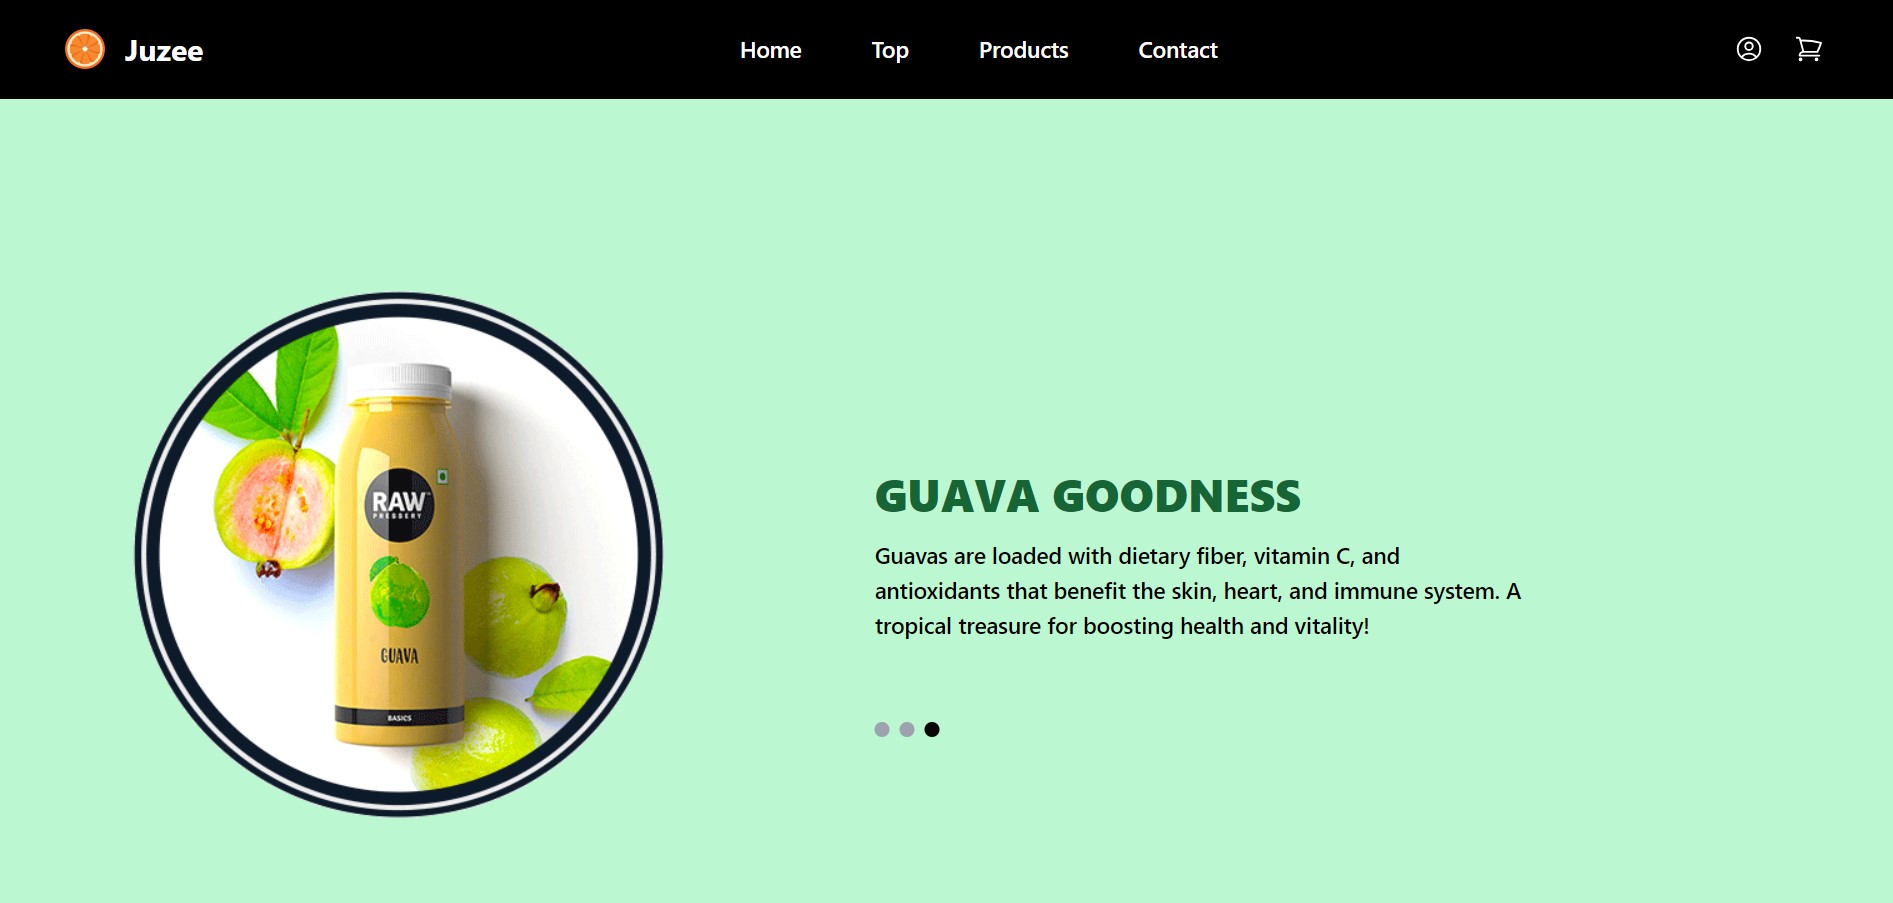 Juzee
Home
Top
Products
Contact
RAW
PRESSERY
GUAVA
BASICS
GUAVA GOODNESS
Guavas are loaded with dietary fiber, vitamin C, and
antioxidants that benefit the skin, heart, and immune system. A
tropical treasure for boosting health and vitality!